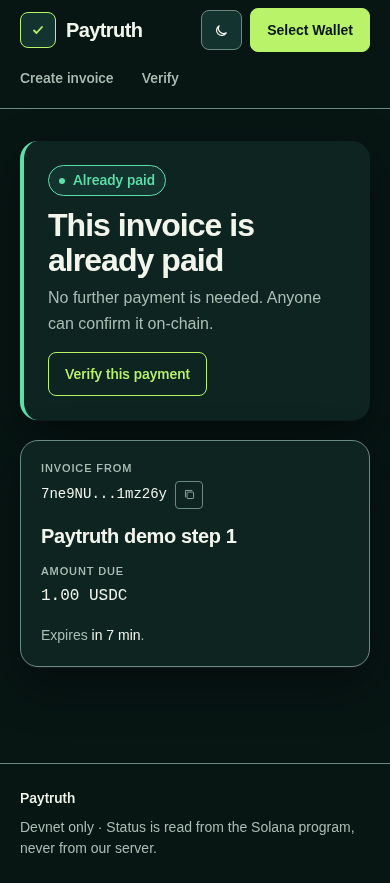 Paytruth
Select Wallet
Create invoice
Verify
Already paid
This invoice is
already paid
No further payment is needed. Anyone
can confirm it on-chain.
Verify this payment
INVOICE FROM
7ne9NU...1mz26y
Paytruth demo step 1
AMOUNT DUE
1.00 USDC
Expires in 7 min.
Paytruth
Devnet only · Status is read from the Solana program,
never from our server.